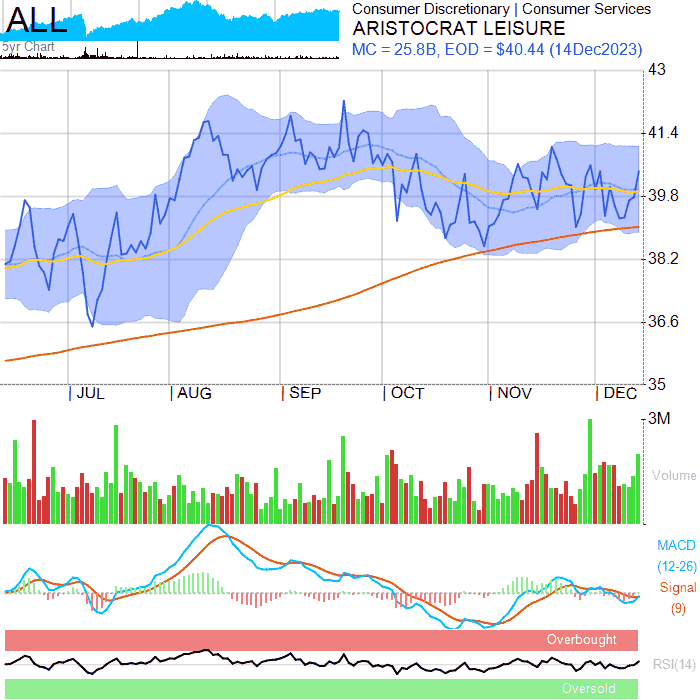 ALL
5yr Chart
Consumer Discretionary | Consumer Services
ARISTOCRAT LEISURE
MC = 25.8B, EOD = $40.44 (14Dec2023)
43
41.4
39.8
38.2
36.6
35
JUL AUG SEP OCT NOV DEC
3M
Volume
MACD
(12-26)
Signal
(9)
Overbought
RSI(14)
Oversold